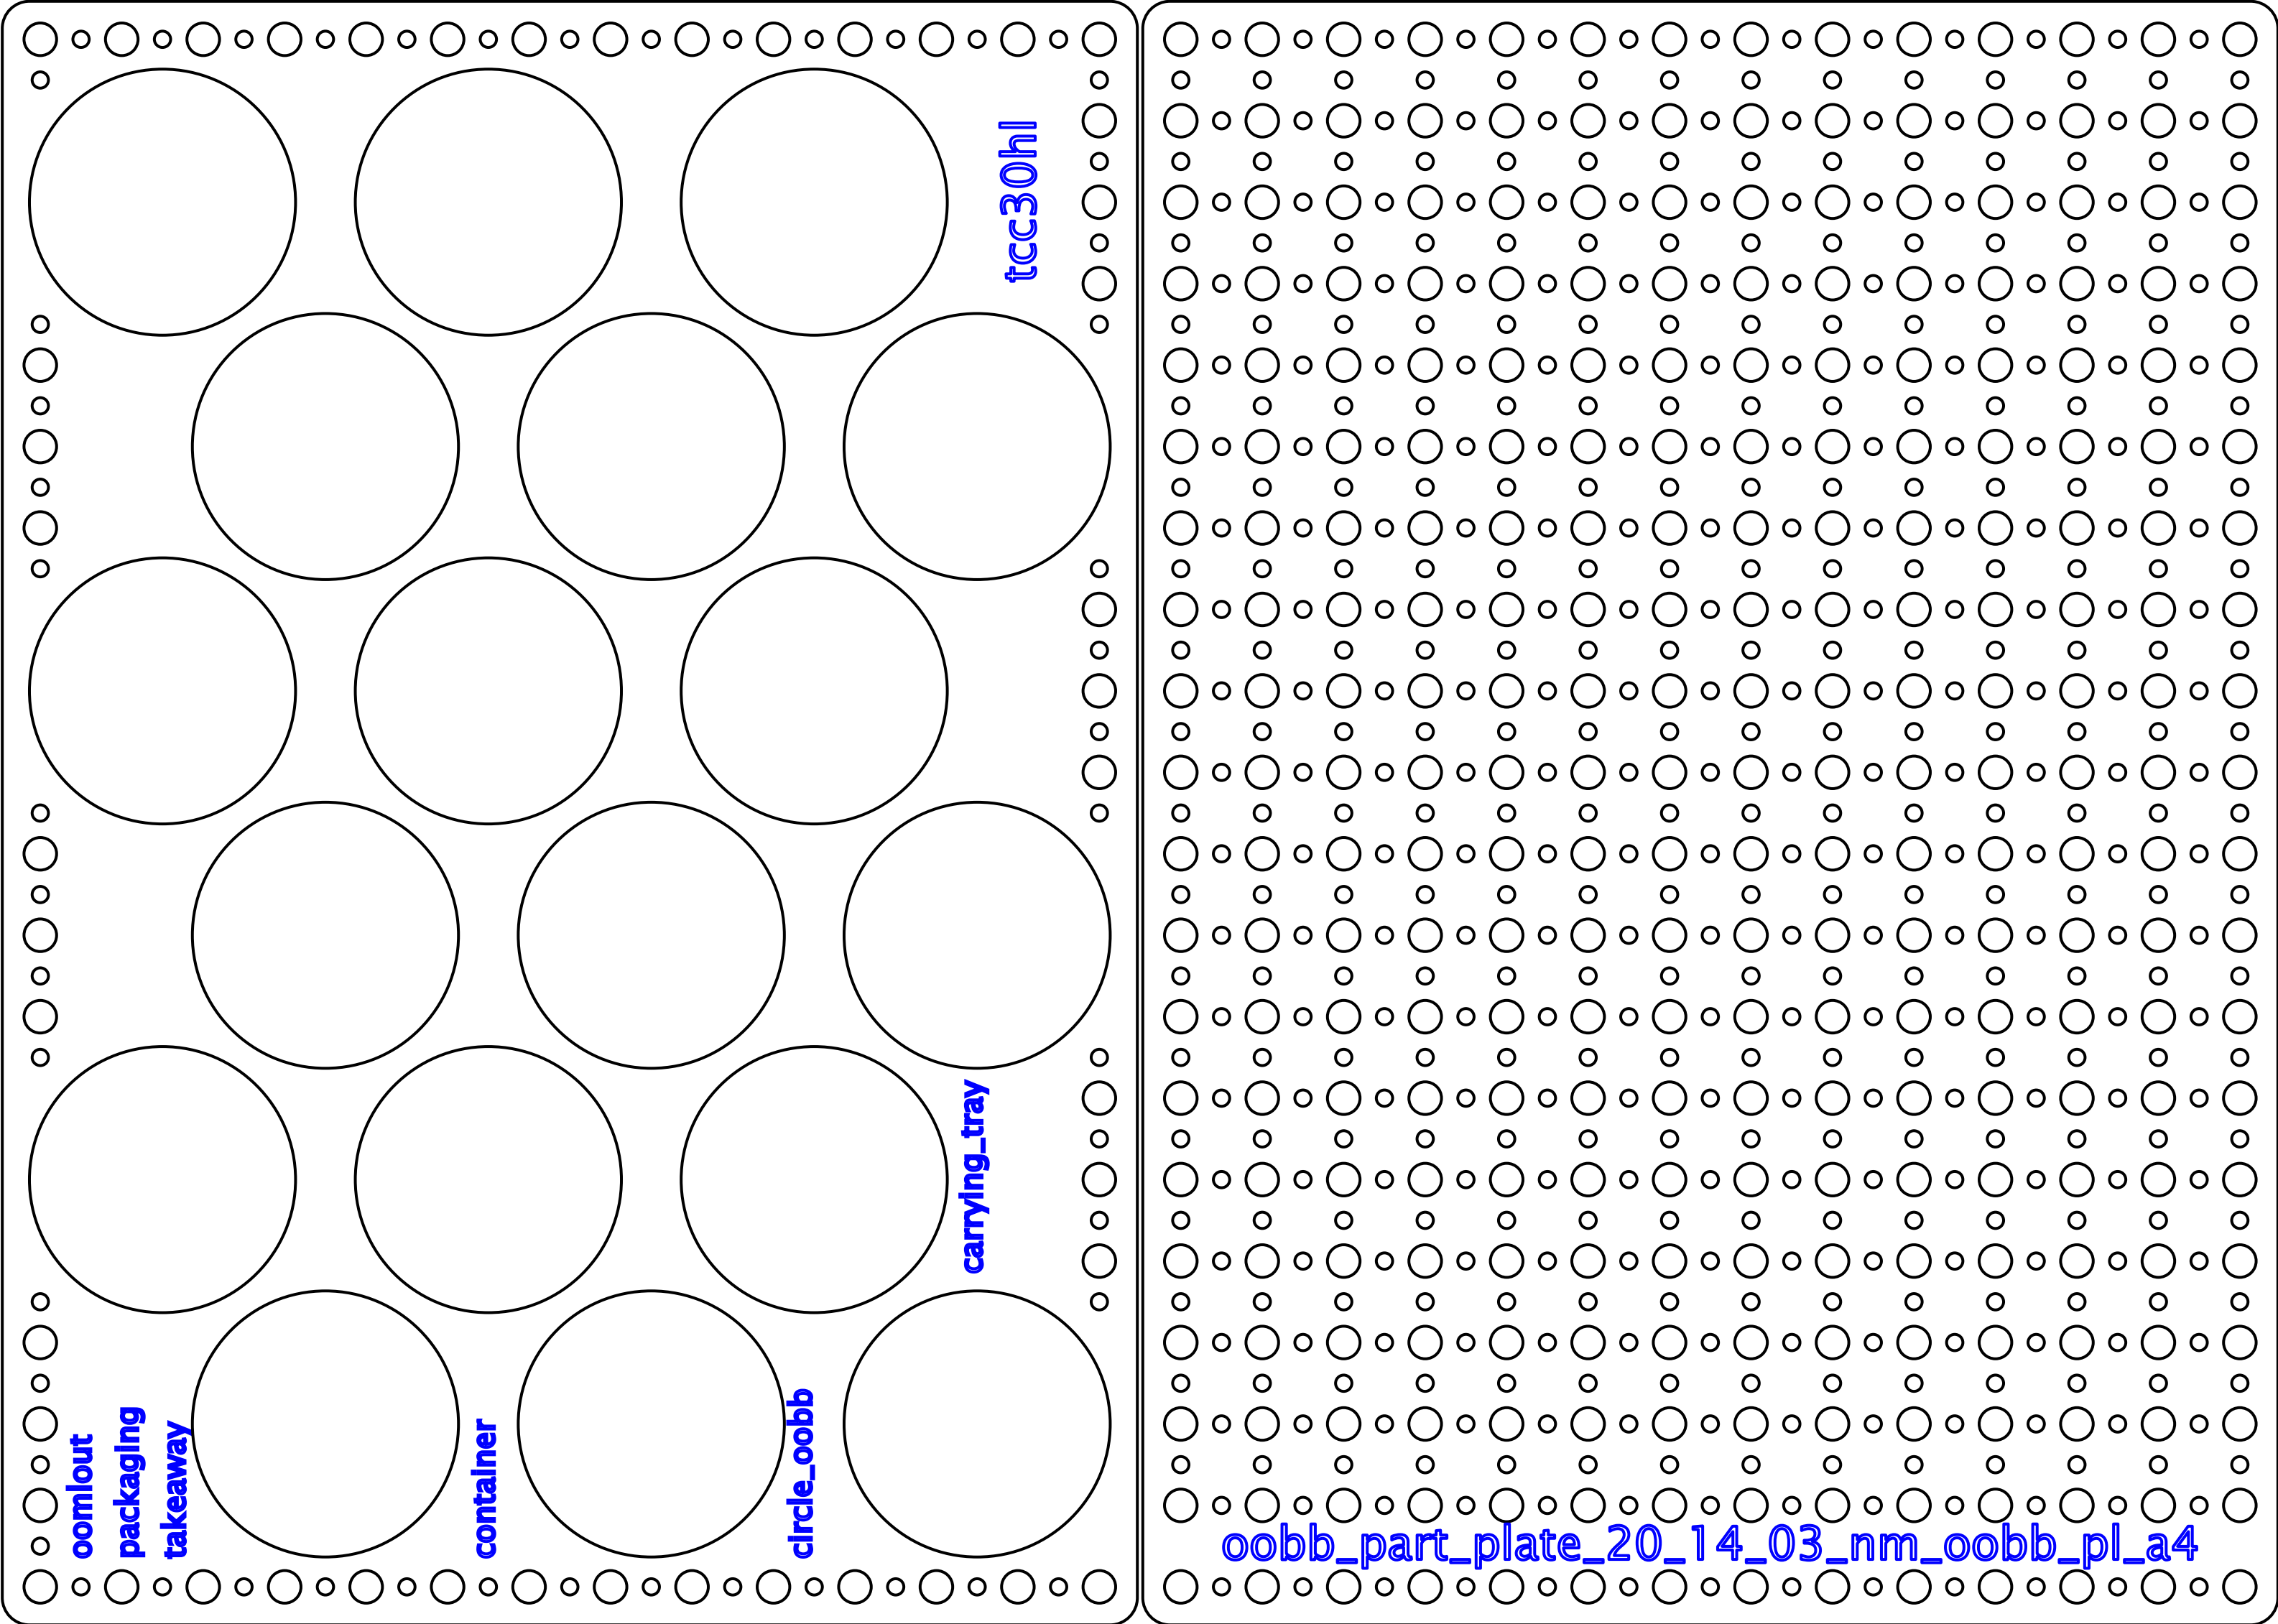 oomlout
packaging
takeaway
container
circle_oobb
carrying_tray
tcc30hl
oobb_part_plate_20_14_03_nm_oobb_pl_a4